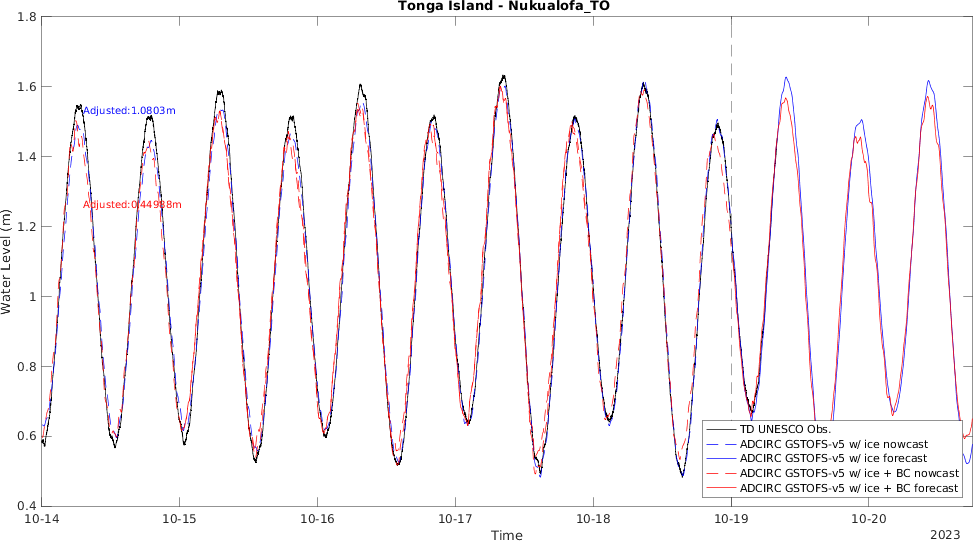 Tonga Island - Nukualofa_TO
1.8
1.6
1.4
1.2
1
0.8
0.6
0.4
Water Level (m)
Adjusted:1.0803m
Adjusted:0.44988m
TD UNESCO Obs.
ADCIRC GSTOFS-v5 w/ ice nowcast
ADCIRC GSTOFS-v5 w/ ice forecast
ADCIRC GSTOFS-v5 w/ ice + BC nowcast
ADCIRC GSTOFS-v5 w/ ice + BC forecast
10-14 10-15 10-16 10-17 10-18 10-19 10-20
Time
2023